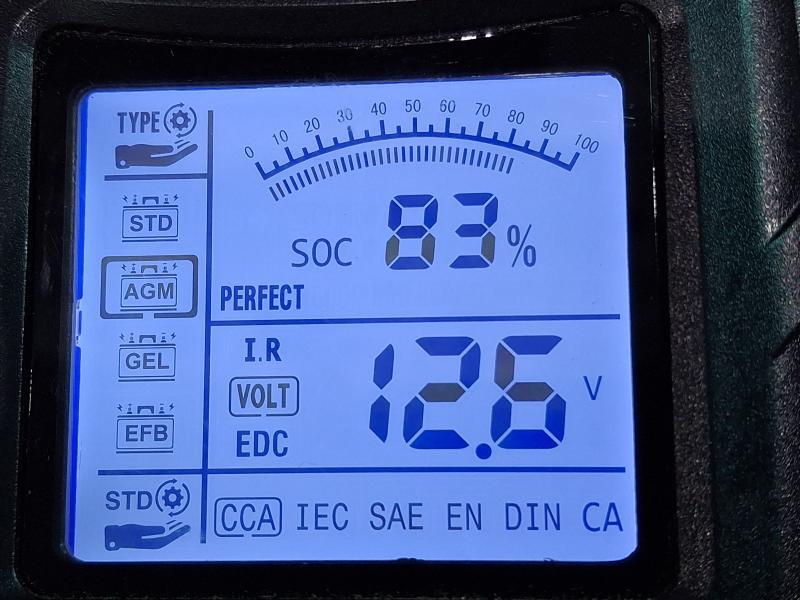 TYPE
STD
AGM
GEL
EFB
STD
0 10 20 30 40 50 60 70 80 90 100
SOC 83%
PERFECT
I.R
VOLT
EDC
12.6 V
CCA IEC SAE EN DIN CA